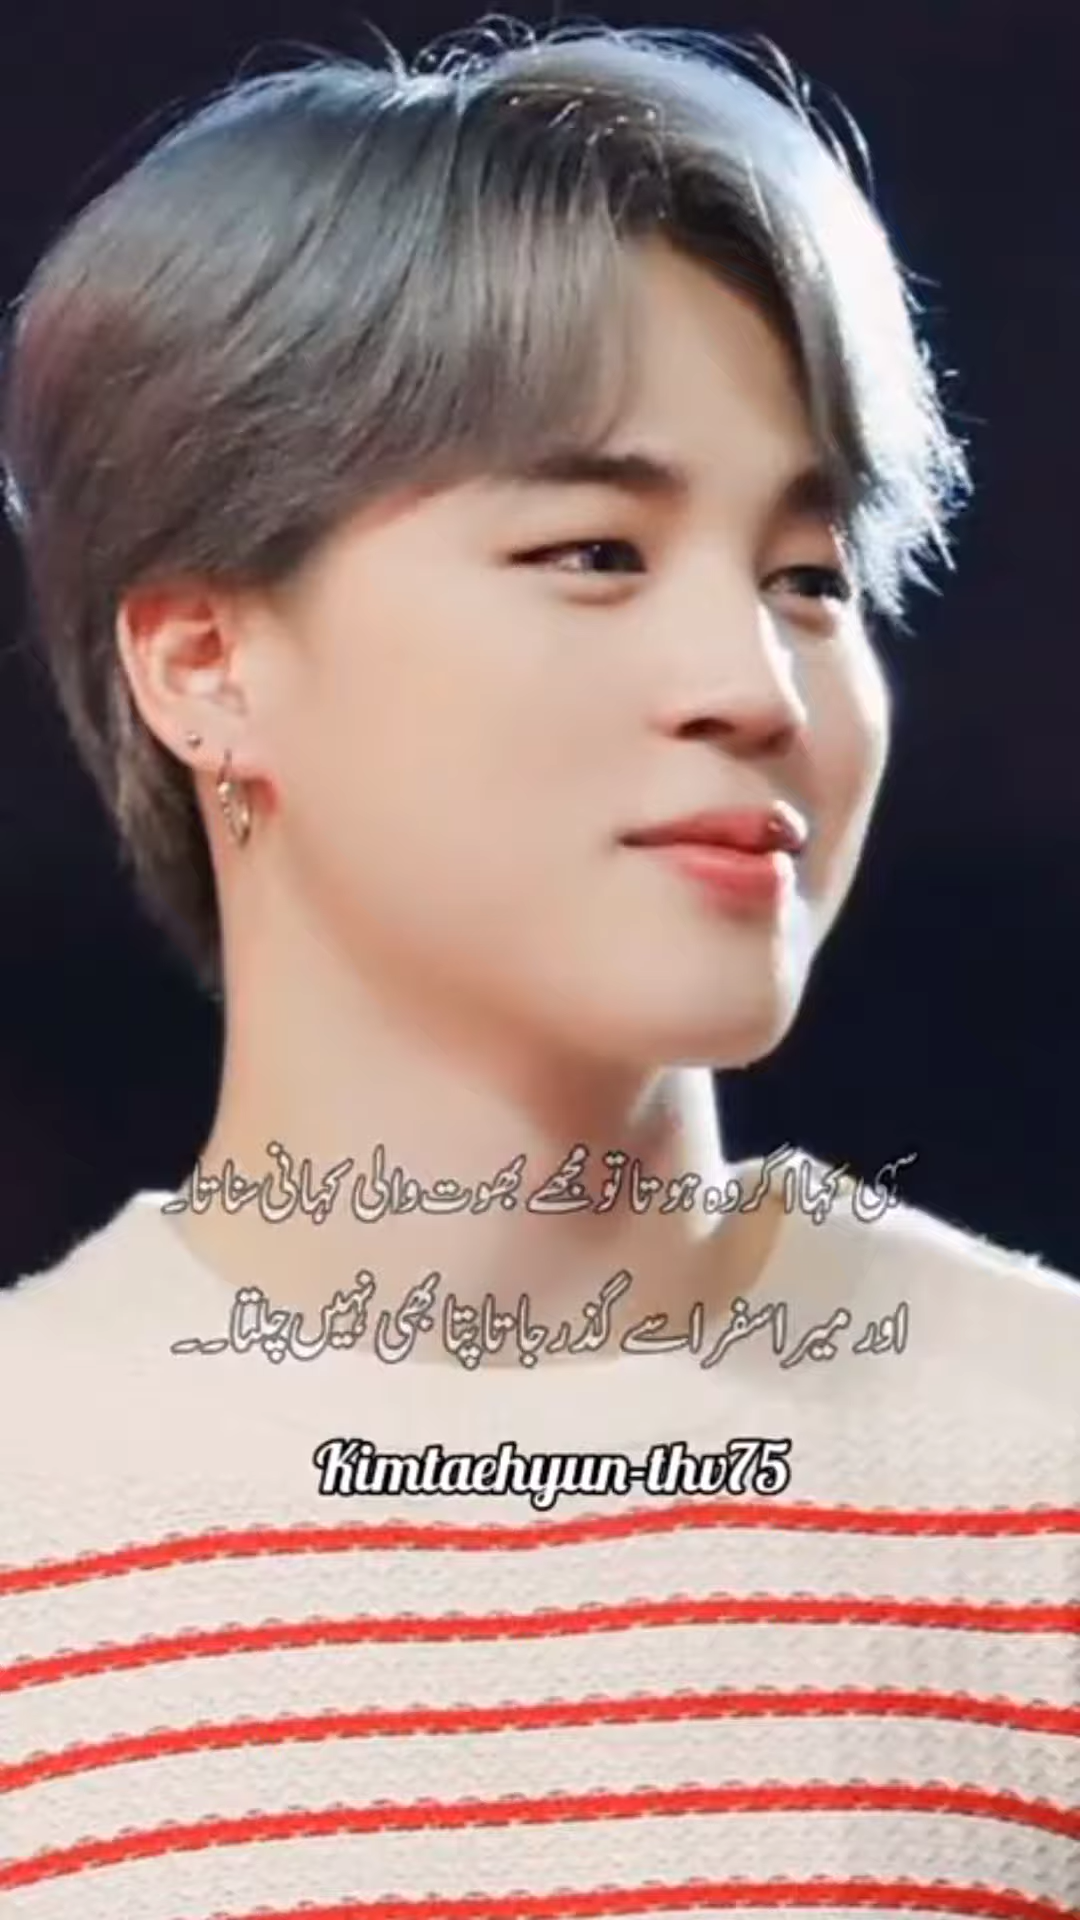 سہی کہا اگر وہ ہوتا تو مجھے بھوت والی کہانی سناتا۔
اور میرا سفر اسے گذر جاتا پتا بھی نہیں چلتا۔۔
Kimtaehyun-thv75